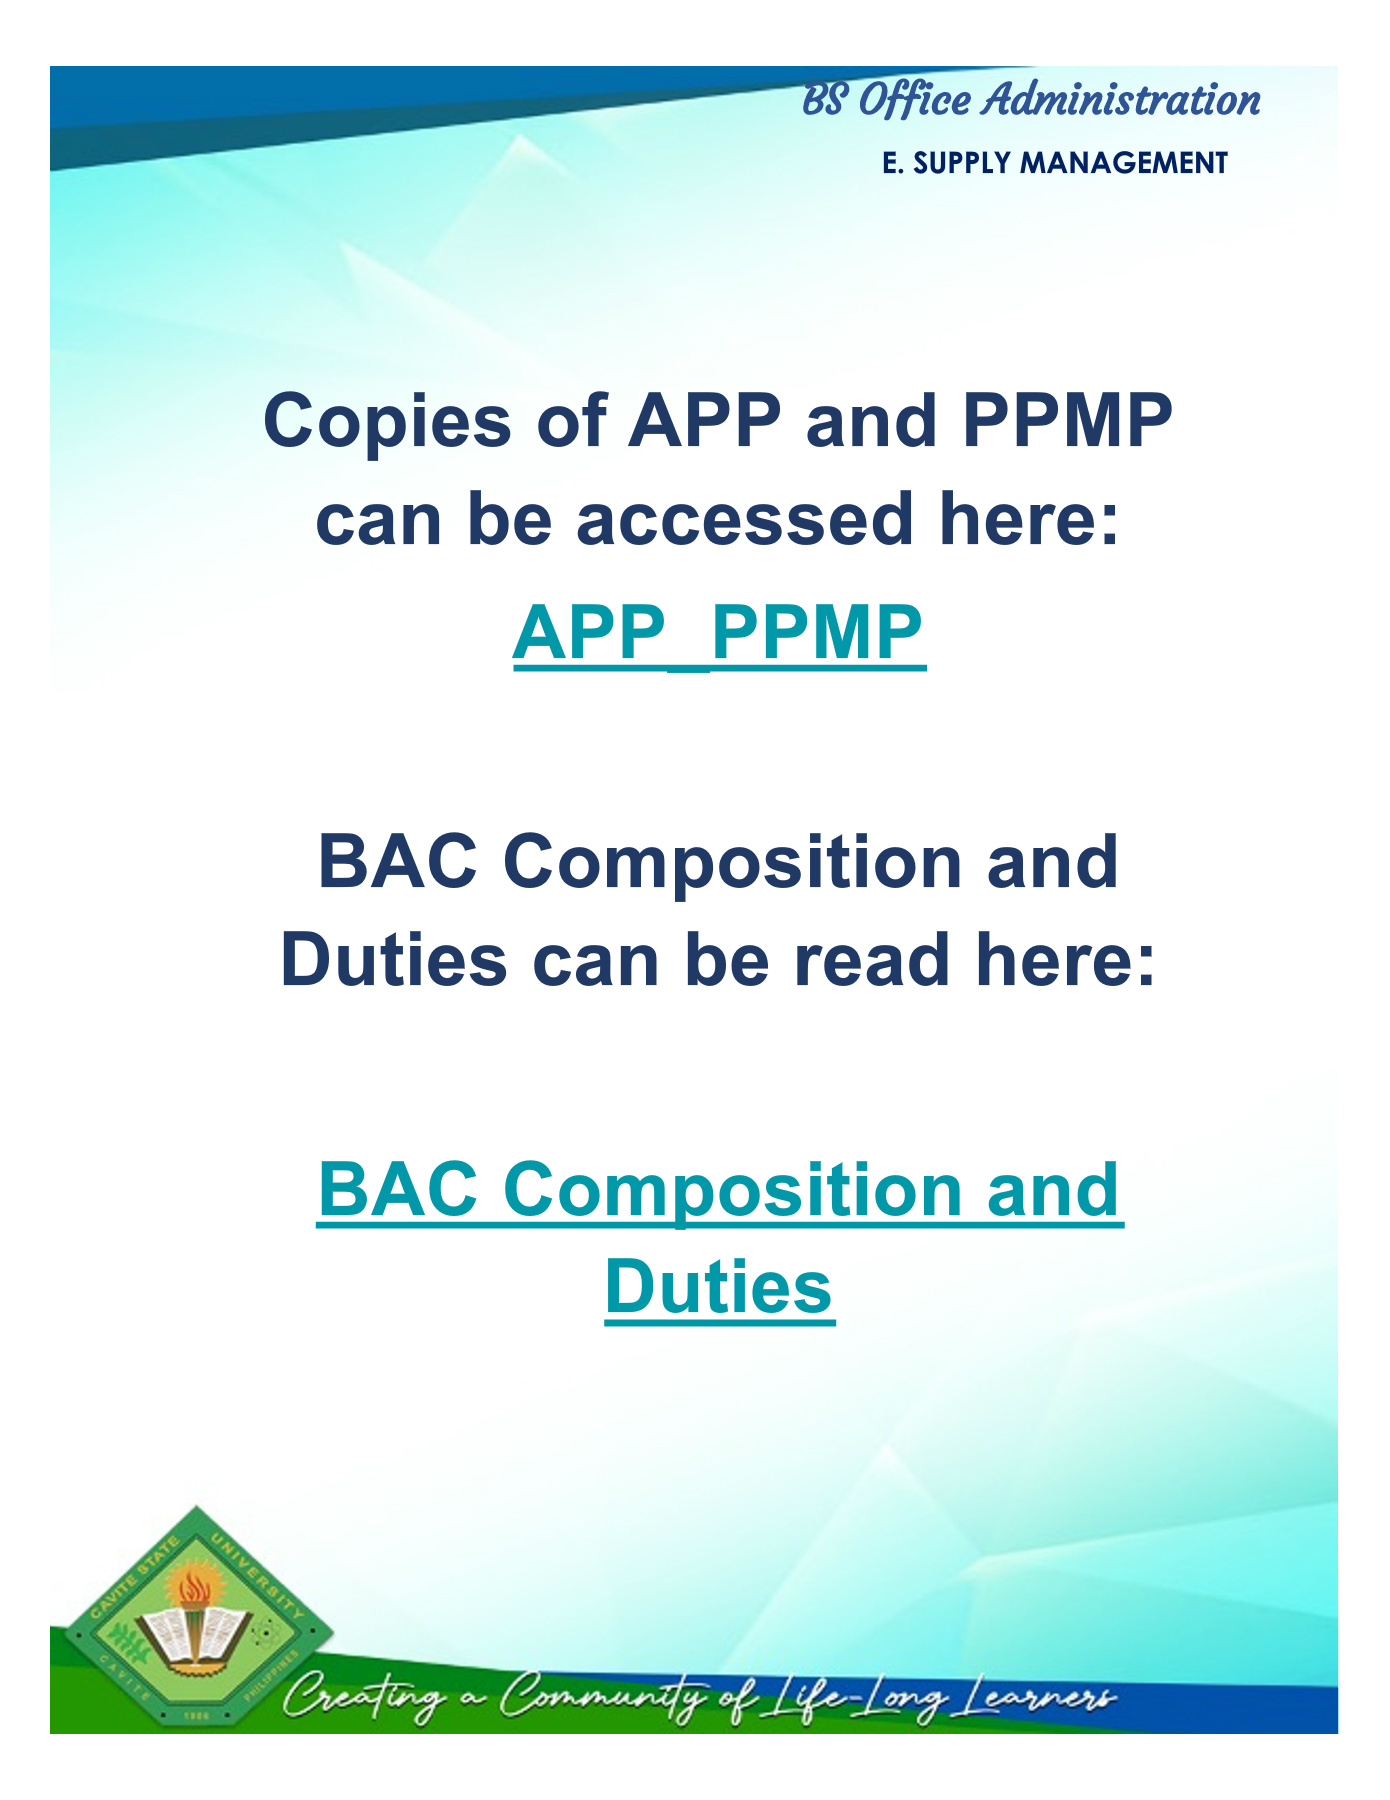 BS Office Administration
E. SUPPLY MANAGEMENT
Copies of APP and PPMP
can be accessed here:
APP_PPMP
BAC Composition and
Duties can be read here:
BAC Composition and
Duties
CAVITE STATE UNIVERSITY
CAVITE PHILIPPINES
1906
Creating a Community of Life-Long Learners